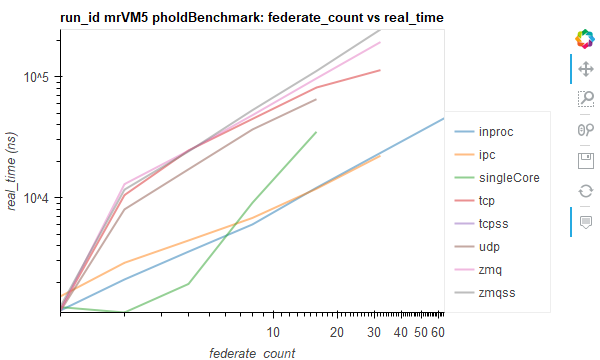 run_id mrVM5 pholdBenchmark: federate_count vs real_time
real_time (ns)
10^5
10^4
inproc
ipc
singleCore
tcp
tcpss
udp
zmq
zmqss
10 20 30 40 50 60
federate_count